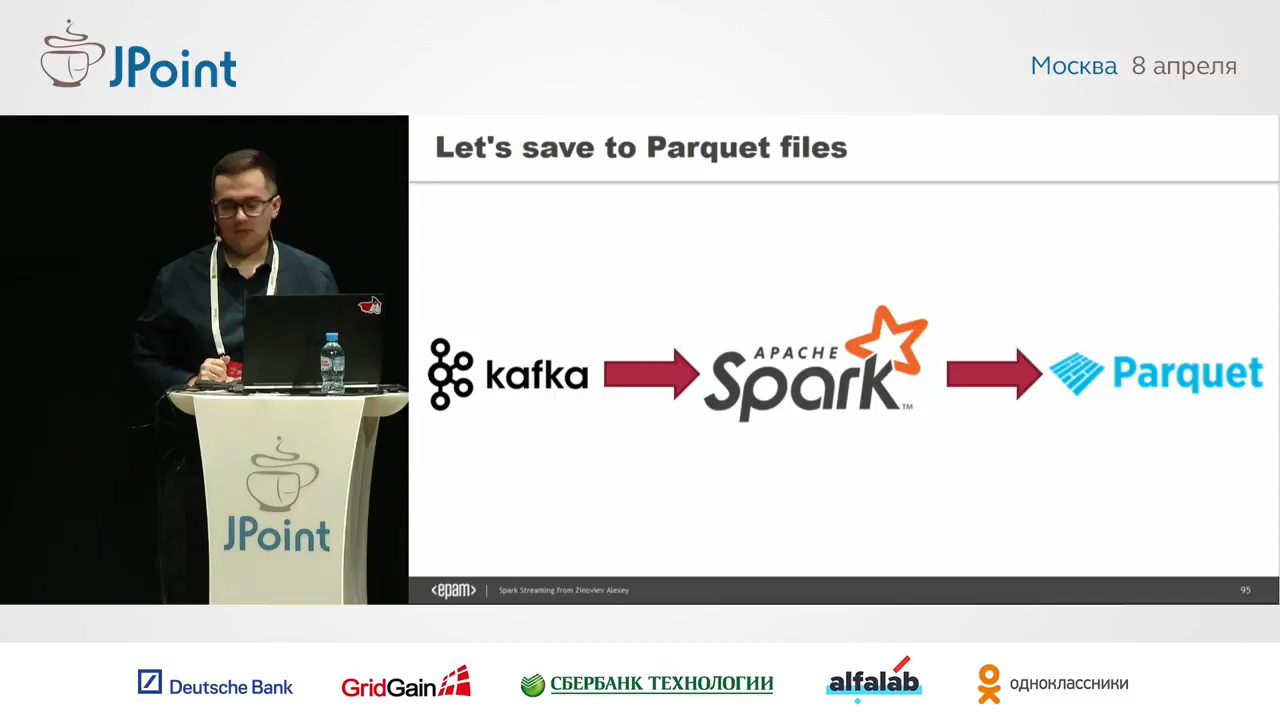 JPoint
Москва 8 апреля
Let's save to Parquet files
kafka
APACHE
Spark™
Parquet
JPoint
<epam> | Spark Streaming from Zinoviev Alexey
95
Deutsche Bank
GridGain
СБЕРБАНК ТЕХНОЛОГИИ
alfalab
одноклассники